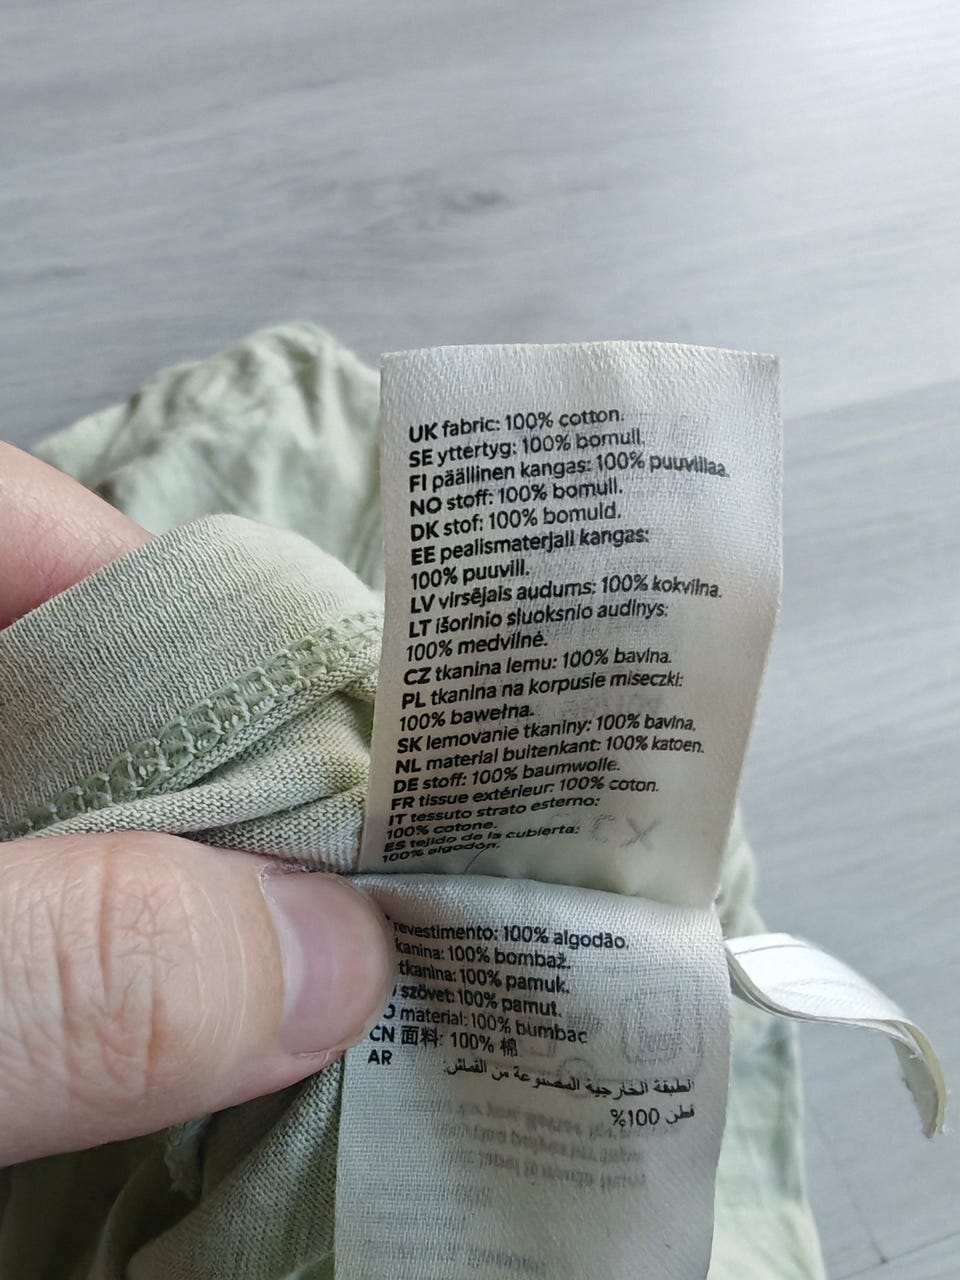 UK fabric: 100% cotton.
SE yttertyg: 100% bomull.
FI päällinen kangas: 100% puuvillaa.
NO stoff: 100% bomull.
DK stof: 100% bomuld.
EE pealismaterjali kangas:
100% puuvill.
LV virsējais audums: 100% kokvilna.
LT išorinio sluoksnio audinys:
100% medvilnė.
CZ tkanina lemu: 100% bavlna.
PL tkanina na korpusie miseczki:
100% bawełna.
SK lemovanie tkaniny: 100% bavlna.
NL material buitenkant: 100% katoen.
DE stoff: 100% baumwolle.
FR tissue extérieur: 100% coton.
IT tessuto strato esterno:
100% cotone.
ES tejido de la cubierta:
100% algodón.
revestimento: 100% algodão.
kanina: 100% bombaž.
tkanina: 100% pamuk.
szövet: 100% pamut.
material: 100% bumbac
CN 面料: 100% 棉
AR
الطبقة الخارجية المصنوعة من القماش:
قطن 100%